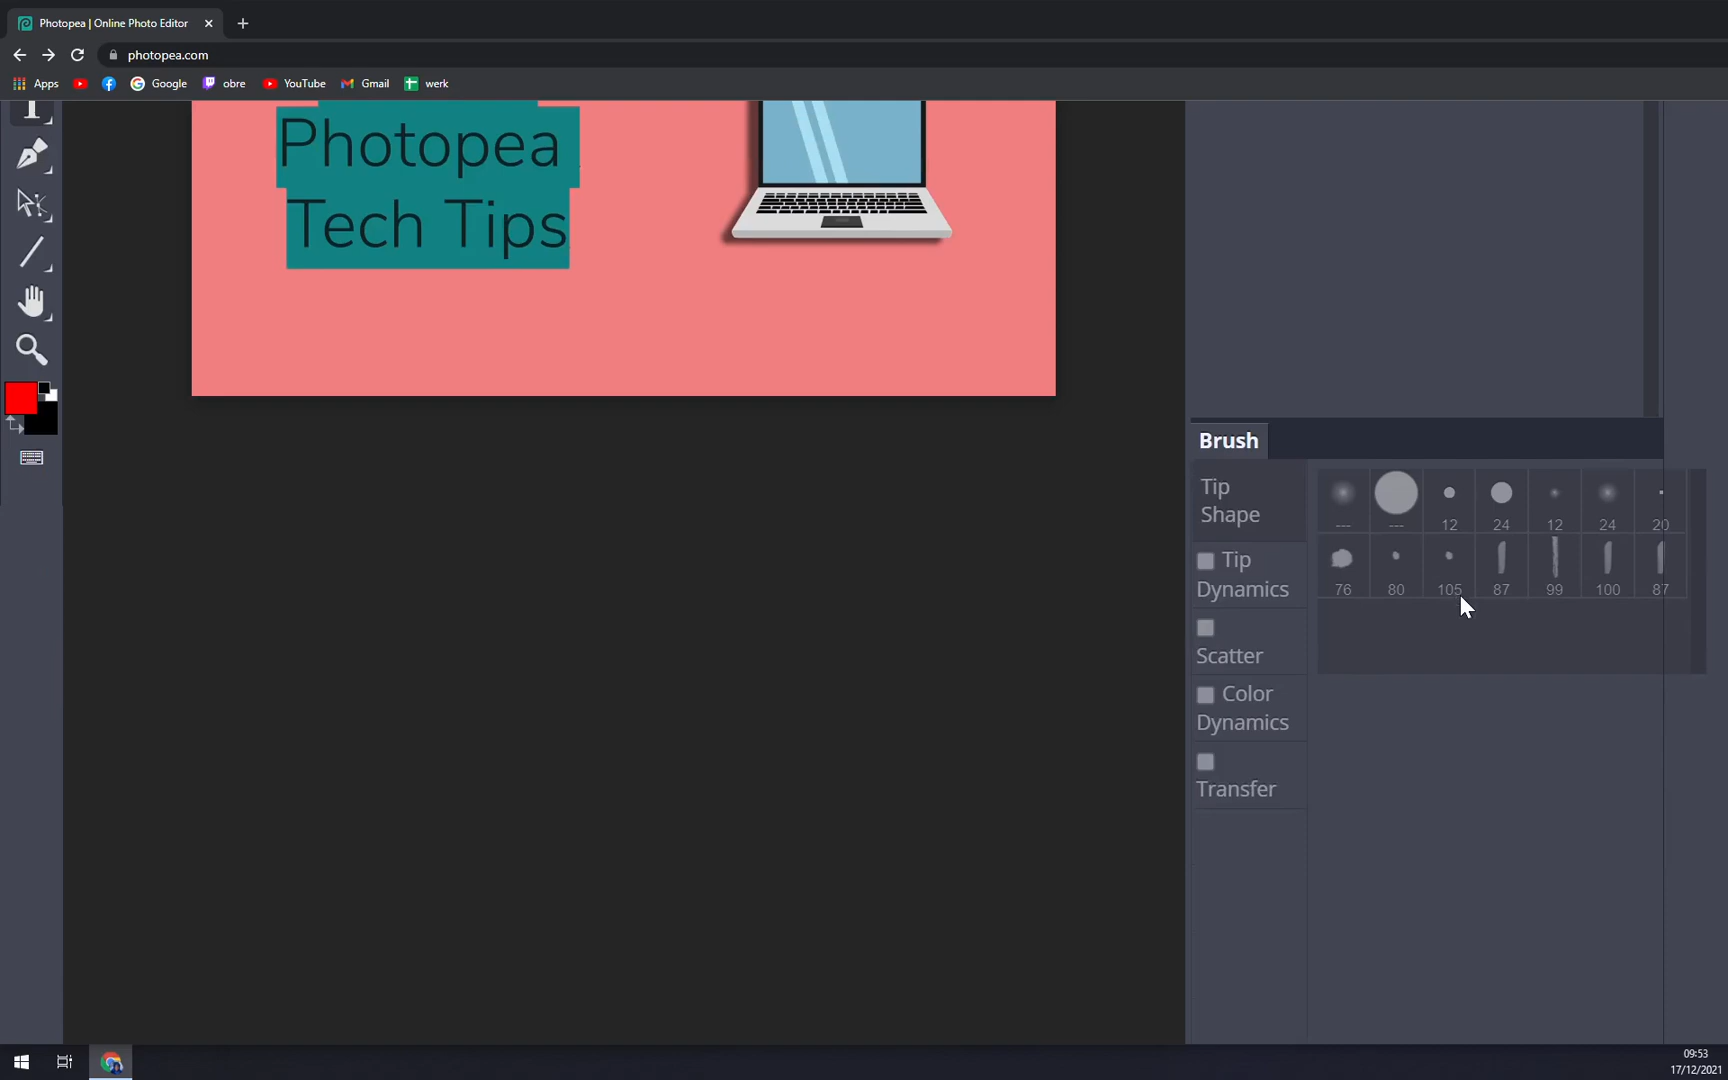 Photopea | Online Photo Editor
photopea.com
Apps Google obre YouTube Gmail werk
Photopea
Tech Tips
Brush
Tip
Shape
--- --- 12 24 12 24 20
76 80 105 87 99 100 87
Tip
Dynamics
Scatter
Color
Dynamics
Transfer
09:53
17/12/2021